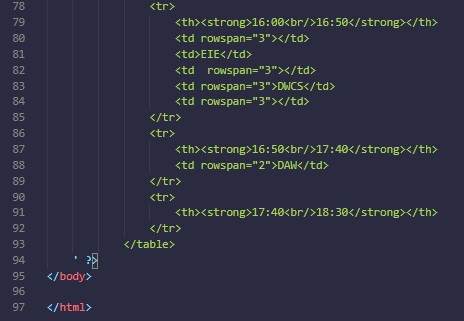 78 <tr>
79 <th><strong>16:00<br/>16:50</strong></th>
80 <td rowspan="3"></td>
81 <td>EIE</td>
82 <td  rowspan="3"></td>
83 <td rowspan="3">DWCS</td>
84 <td rowspan="3"></td>
85 </tr>
86 <tr>
87 <th><strong>16:50<br/>17:40</strong></th>
88 <td rowspan="2">DAW</td>
89 </tr>
90 <tr>
91 <th><strong>17:40<br/>18:30</strong></th>
92 </tr>
93 </table>
94 ' ?>
95 </body>
96
97 </html>